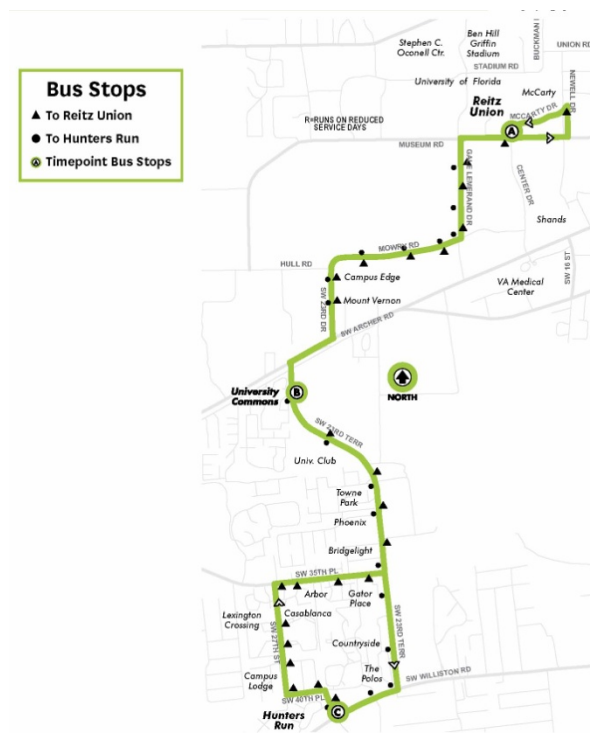 Stephen C.
Oconell Ctr.
Ben Hill
Griffin
Stadium
STADIUM RD
BUCKMAN
UNION RD
University of Florida
NEWELL DR
McCarty
MCCARTY DR
Reitz
Union
A
R=RUNS ON REDUCED
SERVICE DAYS
Bus Stops
To Reitz Union
To Hunters Run
Timepoint Bus Stops
MUSEUM RD
GALE LEMERAND DR
CENTER DR
Shands
SW 16 ST
MOWRY RD
HULL RD
Campus Edge
VA Medical
Center
SW 23RD DR
Mount Vernon
SW ARCHER RD
NORTH
University
Commons
B
SW 23RD TERR
Univ. Club
Towne
Park
Phoenix
Bridgelight
SW 35TH PL
Arbor
Gator
Place
Lexington
Crossing
Casablanca
SW 27TH ST
SW 23RD TERR
Countryside
The
Polos
SW WILLISTON RD
Campus
Lodge
SW 40TH PL
Hunters
Run
C